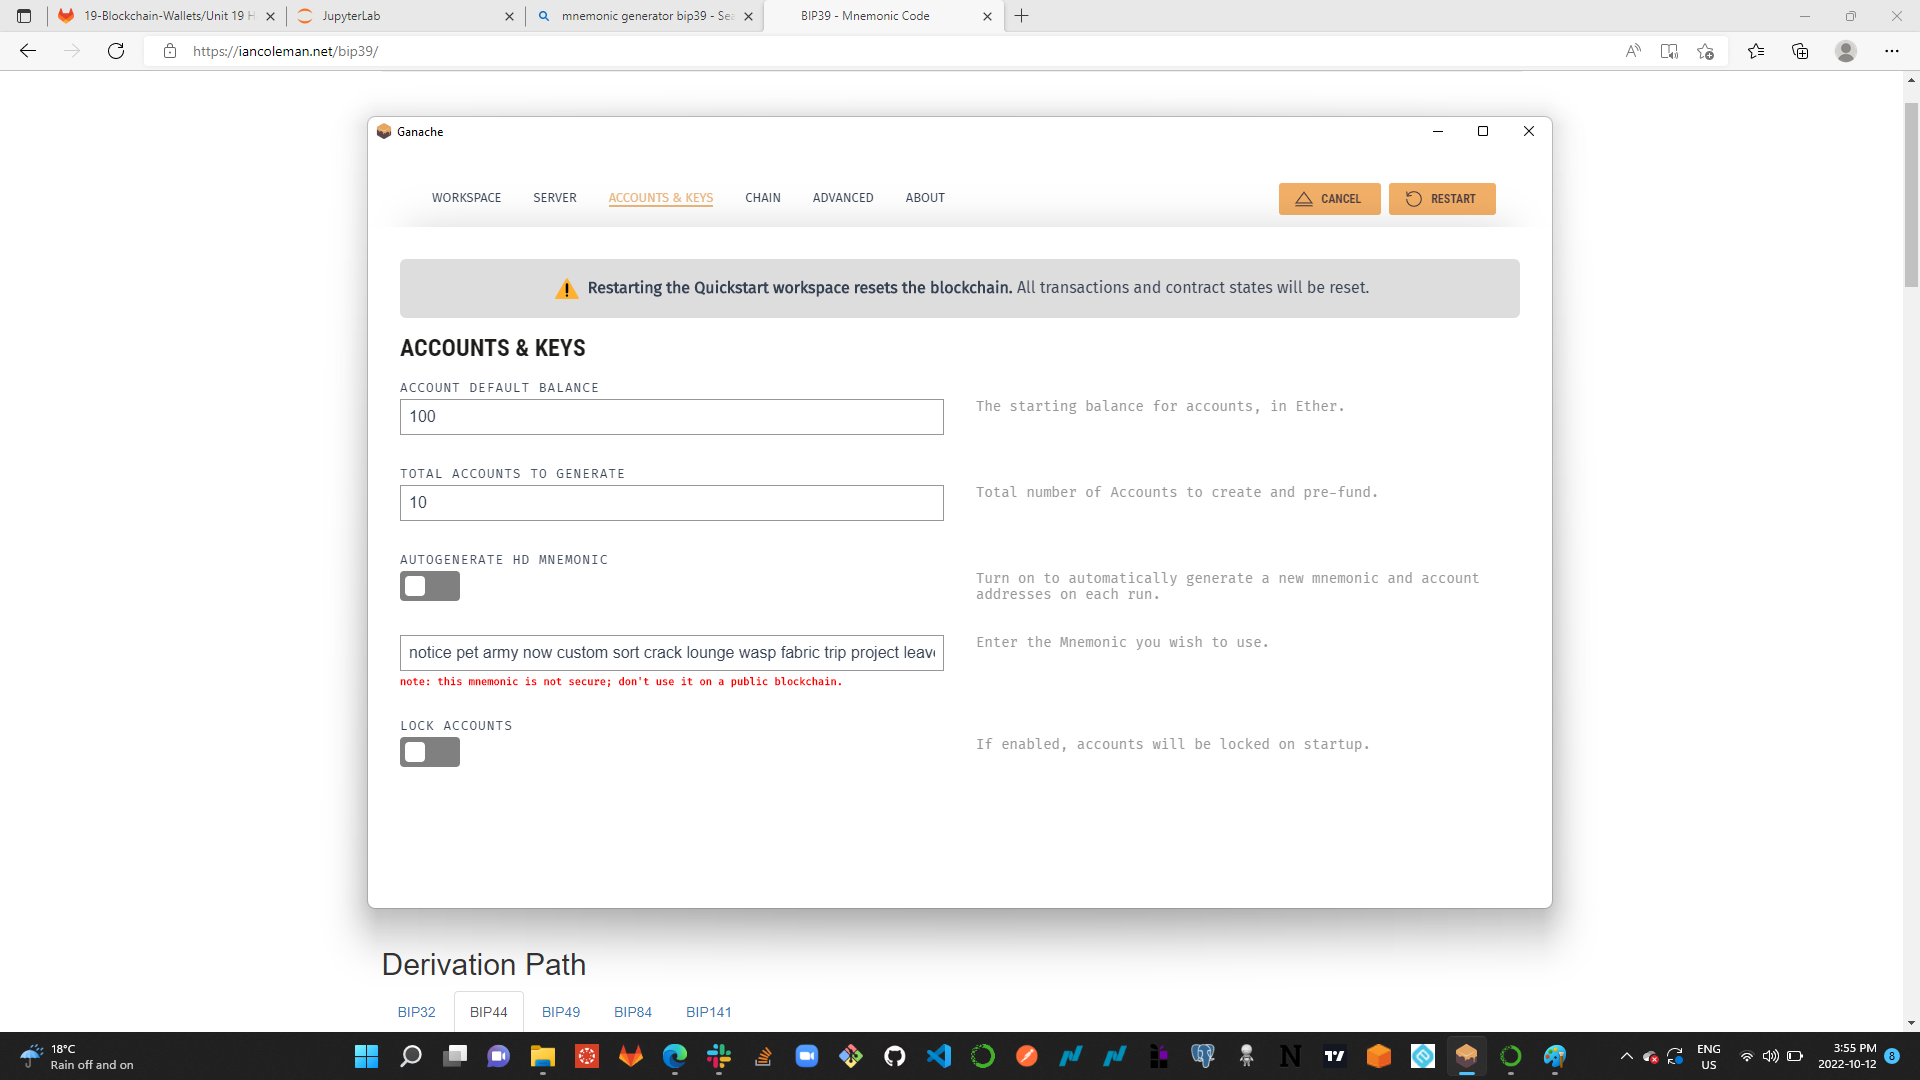 19-Blockchain-Wallets/Unit 19 H
JupyterLab
mnemonic generator bip39 - Sea
BIP39 - Mnemonic Code
https://iancoleman.net/bip39/
Ganache
WORKSPACE
SERVER
ACCOUNTS & KEYS
CHAIN
ADVANCED
ABOUT
CANCEL
RESTART
Restarting the Quickstart workspace resets the blockchain. All transactions and contract states will be reset.
ACCOUNTS & KEYS
ACCOUNT DEFAULT BALANCE
100
The starting balance for accounts, in Ether.
TOTAL ACCOUNTS TO GENERATE
10
Total number of Accounts to create and pre-fund.
AUTOGENERATE HD MNEMONIC
Turn on to automatically generate a new mnemonic and account
addresses on each run.
notice pet army now custom sort crack lounge wasp fabric trip project leave
Enter the Mnemonic you wish to use.
note: this mnemonic is not secure; don't use it on a public blockchain.
LOCK ACCOUNTS
If enabled, accounts will be locked on startup.
Derivation Path
BIP32
BIP44
BIP49
BIP84
BIP141
18°C
Rain off and on
ENG
US
3:55 PM
2022-10-12
8